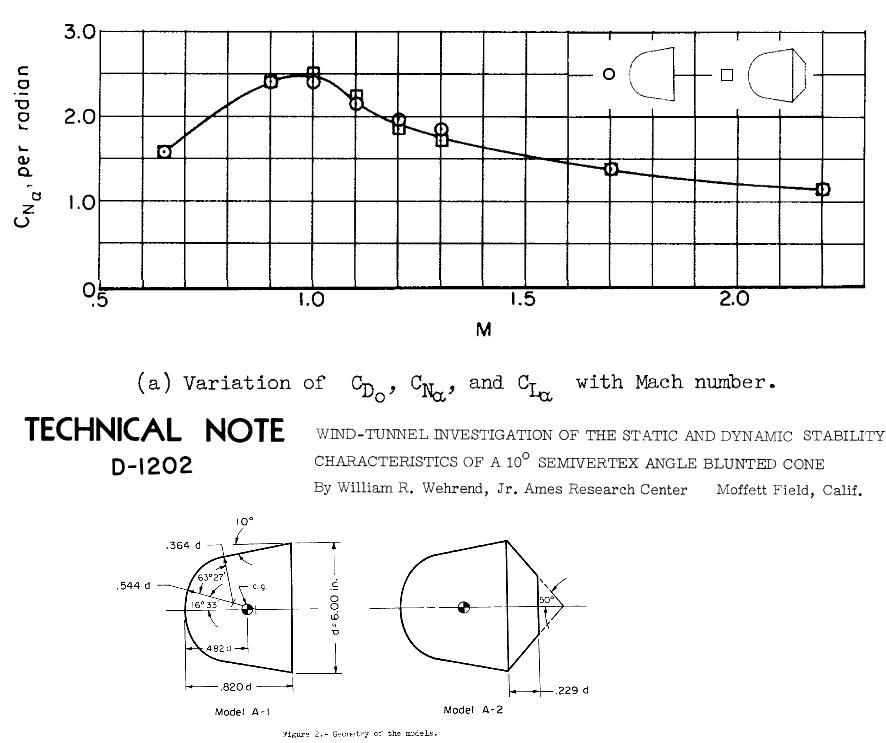 3.0
2.0
1.0
0
C_Nα, per radian
.5 1.0 1.5 2.0
M
(a) Variation of C_D₀, C_Nα, and C_Lα with Mach number.
TECHNICAL NOTE
D-1202
WIND-TUNNEL INVESTIGATION OF THE STATIC AND DYNAMIC STABILITY
CHARACTERISTICS OF A 10° SEMIVERTEX ANGLE BLUNTED CONE
By William R. Wehrend, Jr. Ames Research Center Moffett Field, Calif.
10°
.364 d
63°27'
.544 d
c.g.
16°33'
.482 d
.820 d
d=6.00 in.
Model A-1
50°
.229 d
Model A-2
Figure 2.- Geometry of the models.